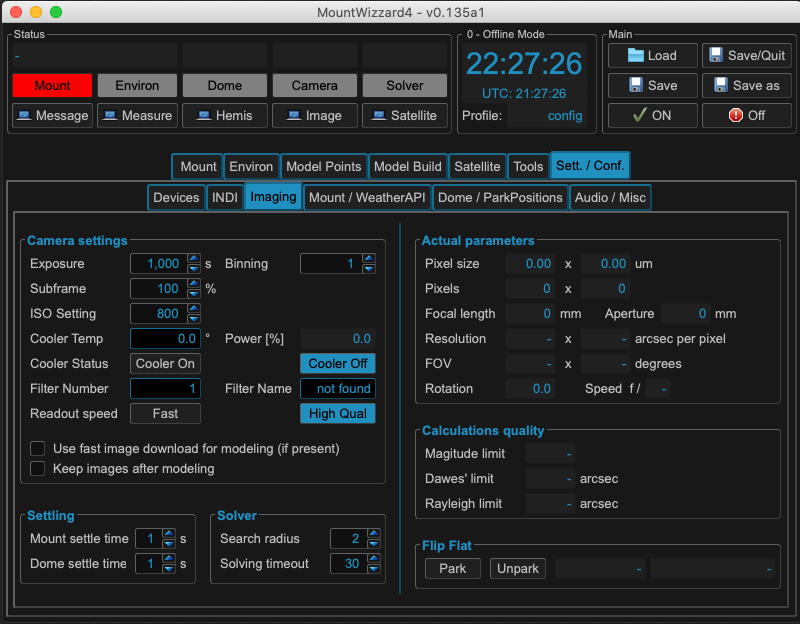 MountWizzard4 - v0.135a1
Status
-
Mount Environ Dome Camera Solver
Message Measure Hemis Image Satellite
0 - Offline Mode
22:27:26
UTC: 21:27:26
Profile: config
Main
Load Save/Quit
Save Save as
ON Off
Mount Environ Model Points Model Build Satellite Tools Sett. / Conf.
Devices INDI Imaging Mount / WeatherAPI Dome / ParkPositions Audio / Misc
Camera settings
Exposure 1,000 s Binning 1
Subframe 100 %
ISO Setting 800
Cooler Temp 0.0 ° Power [%] 0.0
Cooler Status Cooler On Cooler Off
Filter Number 1 Filter Name not found
Readout speed Fast High Qual
Use fast image download for modeling (if present)
Keep images after modeling
Settling
Mount settle time 1 s
Dome settle time 1 s
Solver
Search radius 2
Solving timeout 30
Actual parameters
Pixel size 0.00 x 0.00 um
Pixels 0 x 0
Focal length 0 mm Aperture 0 mm
Resolution - x - arcsec per pixel
FOV - x - degrees
Rotation 0.0 Speed f / -
Calculations quality
Magitude limit -
Dawes' limit - arcsec
Rayleigh limit - arcsec
Flip Flat
Park Unpark - -